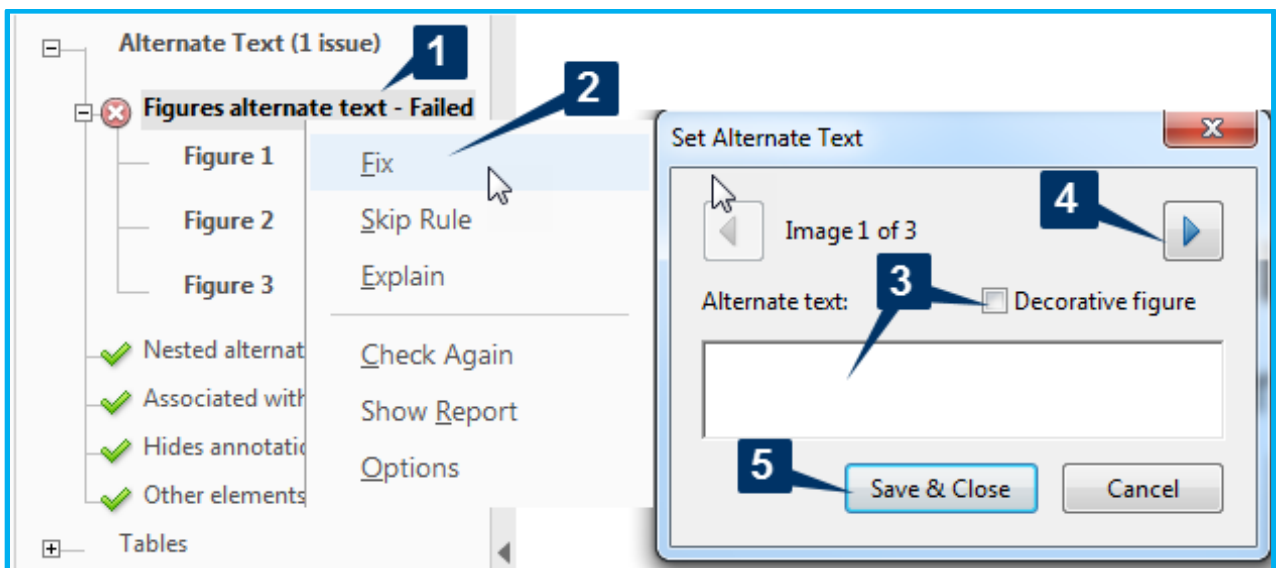 Alternate Text (1 issue)
1
Figures alternate text - Failed
2
Figure 1
Figure 2
Figure 3
Nested alternat
Associated with
Hides annotatio
Other elements
Tables
Fix
Skip Rule
Explain
Check Again
Show Report
Options
Set Alternate Text
X
4
Image 1 of 3
3
Alternate text:
Decorative figure
5
Save & Close
Cancel